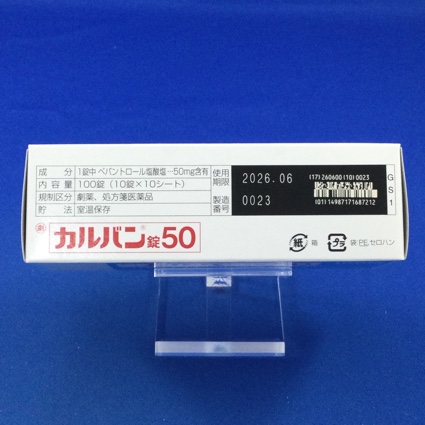 成分 1錠中 ベバントロール塩酸塩…50mg含有
内容量 100錠（10錠×10シート）
規制区分 劇薬、処方箋医薬品
貯法 室温保存
使用期限 2026.06
製造番号 0023
(17)260600(10)0023
(01)14987171687212
GS1
劇 カルバン®錠50
紙 箱
プラ 袋:PE,セロハン